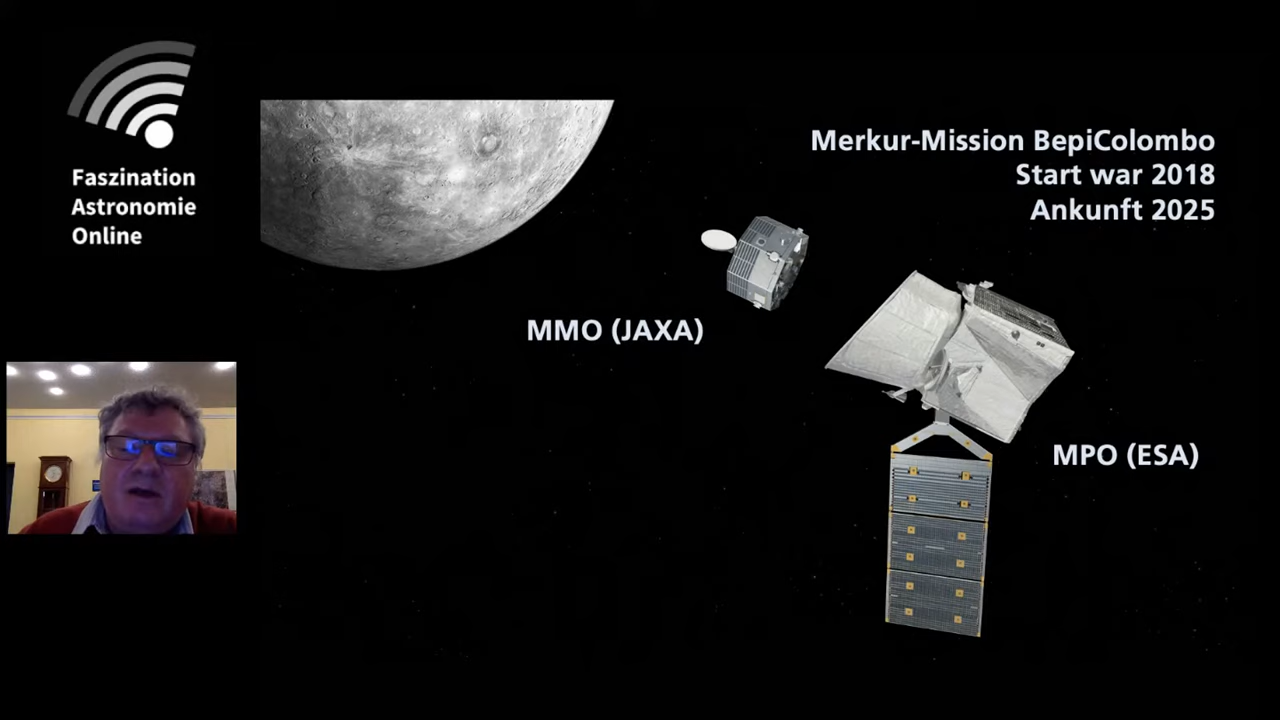 Faszination
Astronomie
Online
Merkur-Mission BepiColombo
Start war 2018
Ankunft 2025
MMO (JAXA)
MPO (ESA)